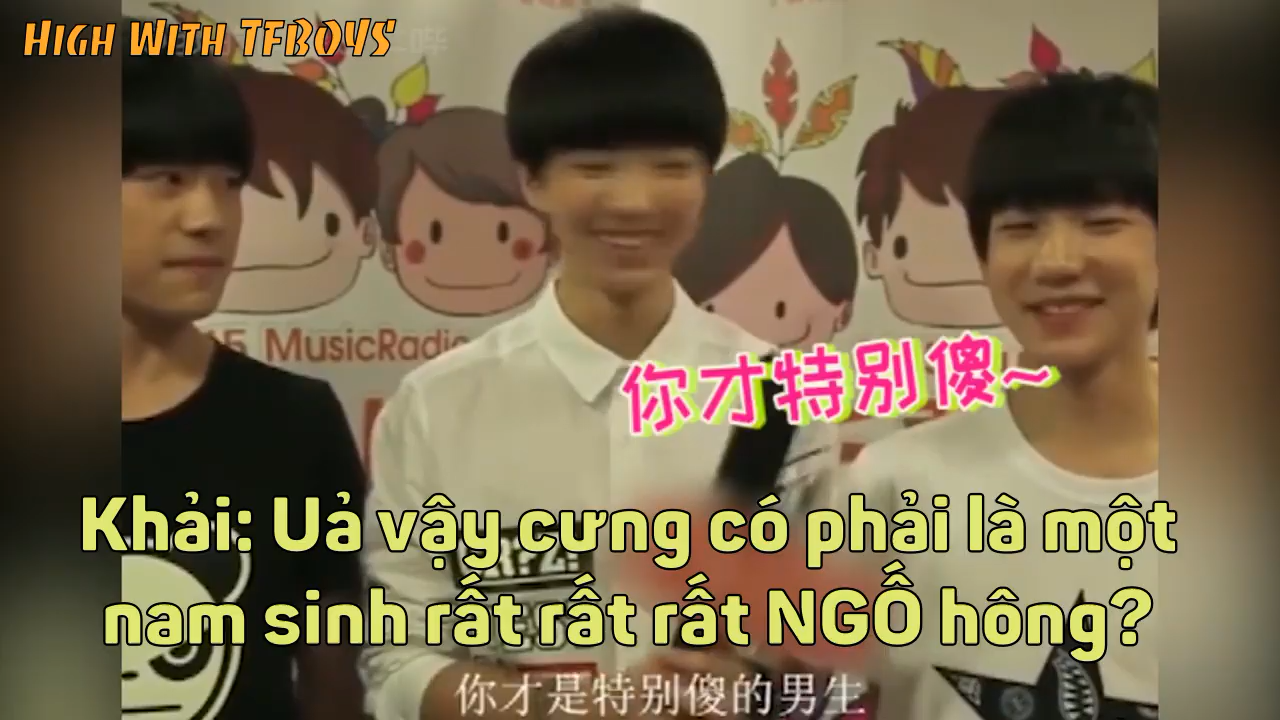 High With TFBOYS
15 MusicRadio
你才特别傻~
Khải: Uả vậy cưng có phải là một
nam sinh rất rất rất NGỐ hông?
你才是特别傻的男生